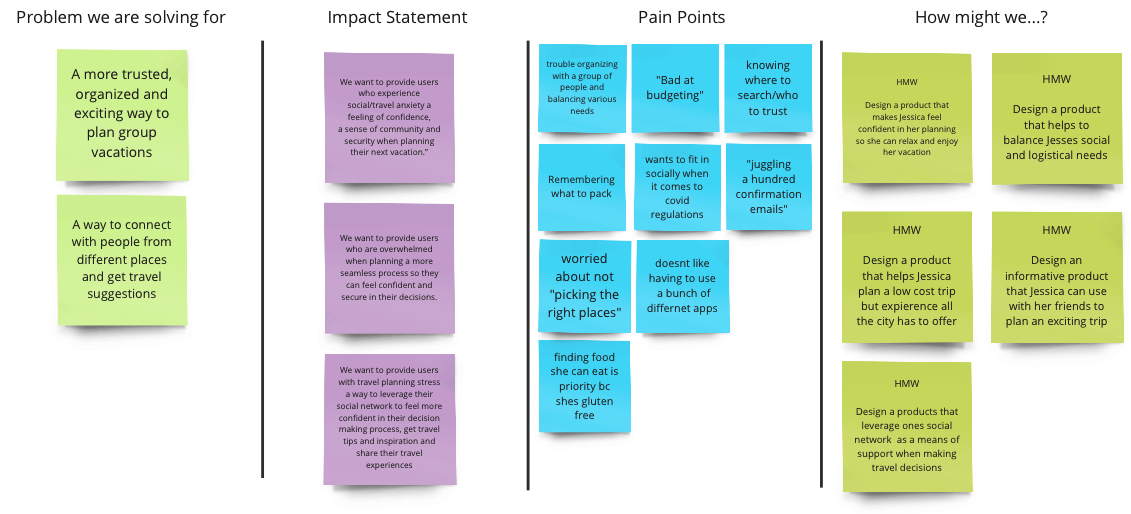 Problem we are solving for
A more trusted,
organized and
exciting way to
plan group
vacations
A way to connect
with people from
different places
and get travel
suggestions
Impact Statement
We want to provide users
who experience
social/travel anxiety a
feeling of confidence,
a sense of community and
security when planning
their next vacation.”
We want to provide users
who are overwhelmed
when planning a more
seamless process so they
can feel confident and
secure in their decisions.
We want to provide users
with travel planning stress
a way to leverage their
social network to feel more
confident in their decision
making process, get travel
tips and inspiration and
share their travel
experiences
Pain Points
trouble organizing
with a group of
people and
balancing various
needs
"Bad at
budgeting"
knowing
where to
search/who
to trust
Remembering
what to pack
wants to fit in
socially when
it comes to
covid
regulations
"juggling
a hundred
confirmation
emails"
worried
about not
"picking the
right places"
doesnt like
having to use
a bunch of
differnet apps
finding food
she can eat is
priority bc
shes gluten
free
How might we...?
HMW
Design a product that
makes Jessica feel
confident in her planning
so she can relax and enjoy
her vacation
HMW
Design a product
that helps to
balance Jesses social
and logistical needs
HMW
Design a product
that helps Jessica
plan a low cost trip
but expierence all
the city has to offer
HMW
Design an
informative product
that Jessica can use
with her friends to
plan an exciting trip
HMW
Design a products that
leverage ones social
network as a means of
support when making
travel decisions